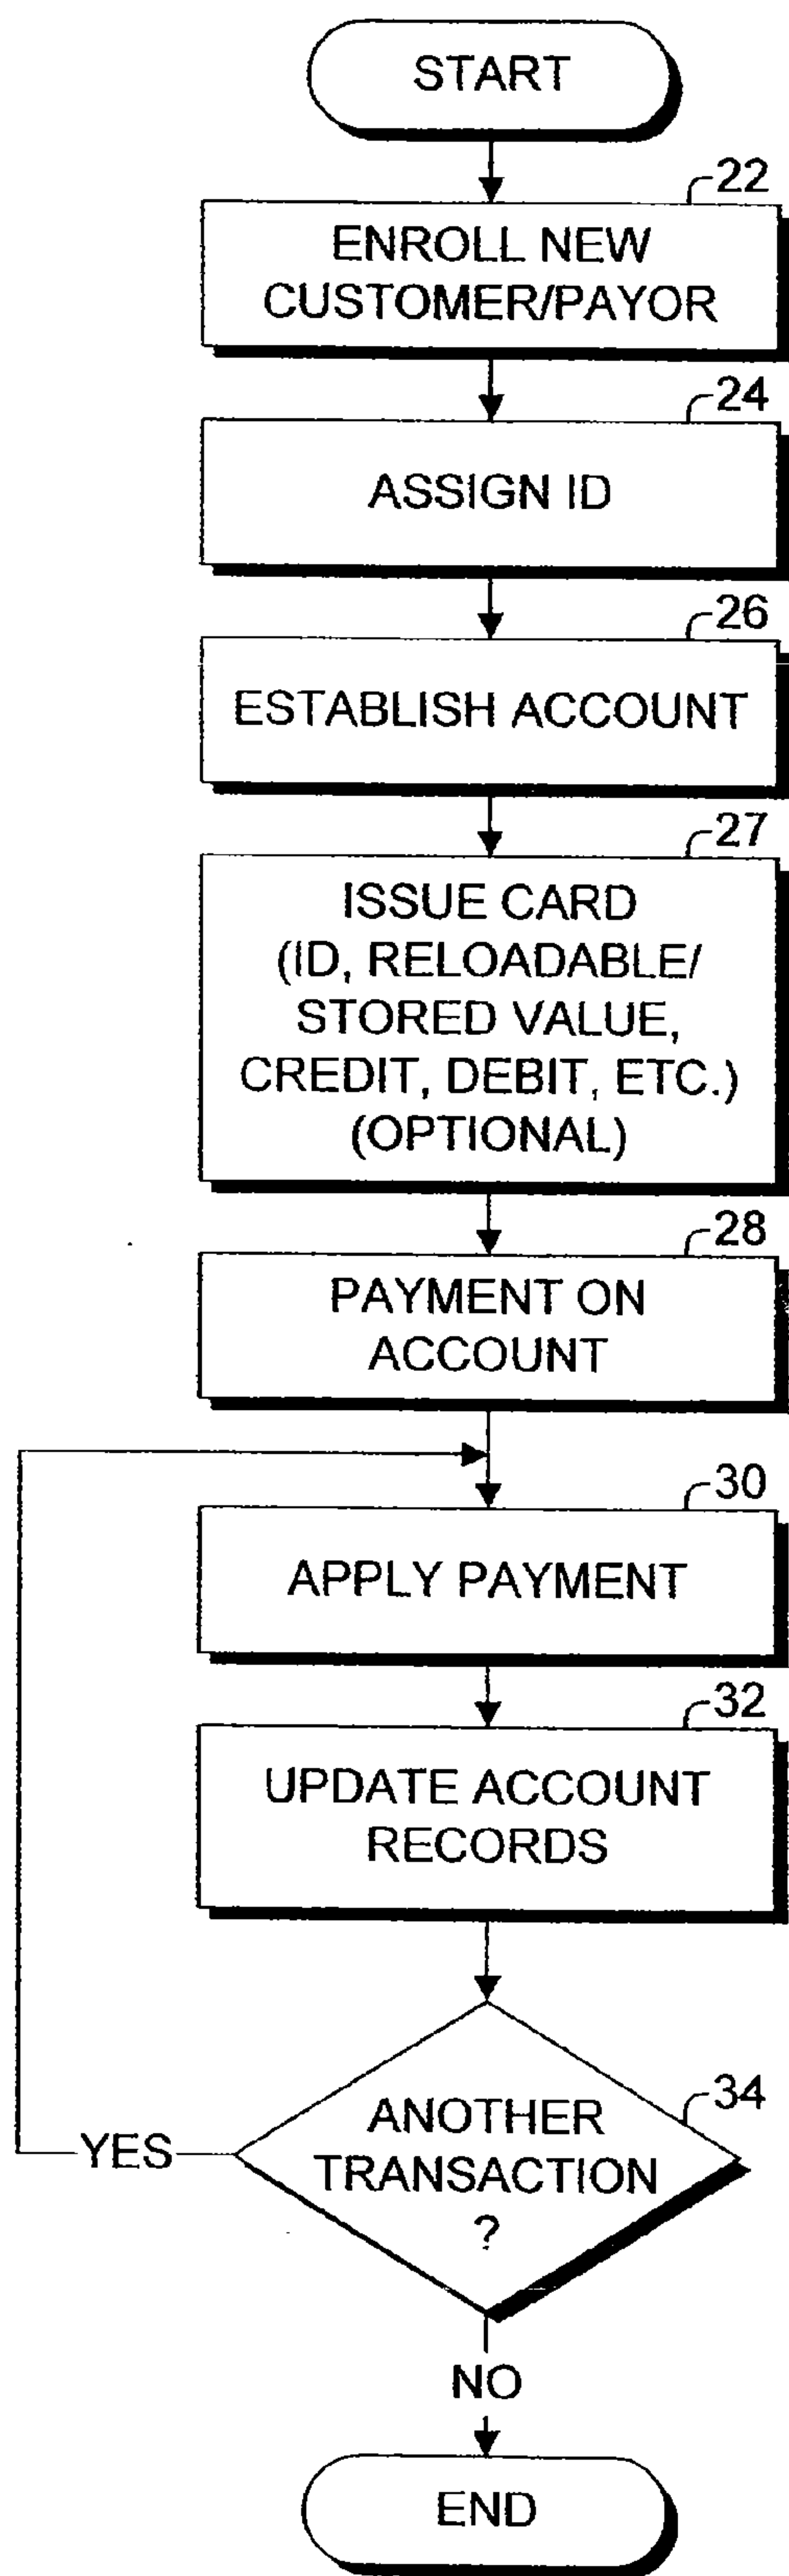 START
22
ENROLL NEW
CUSTOMER/PAYOR
24
ASSIGN ID
26
ESTABLISH ACCOUNT
27
ISSUE CARD
(ID, RELOADABLE/
STORED VALUE,
CREDIT, DEBIT, ETC.)
(OPTIONAL)
28
PAYMENT ON
ACCOUNT
30
APPLY PAYMENT
32
UPDATE ACCOUNT
RECORDS
34
ANOTHER
TRANSACTION
?
YES
NO
END